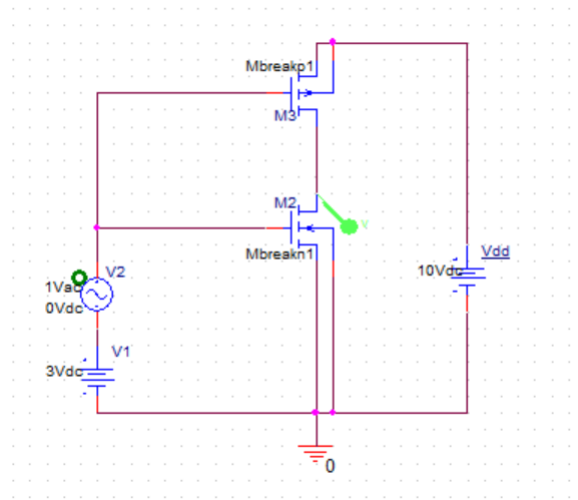 Mbreakp1
M3
M2
Mbreakn1
Vdd
10Vdc
V2
1Vac
0Vdc
V1
3Vdc
0